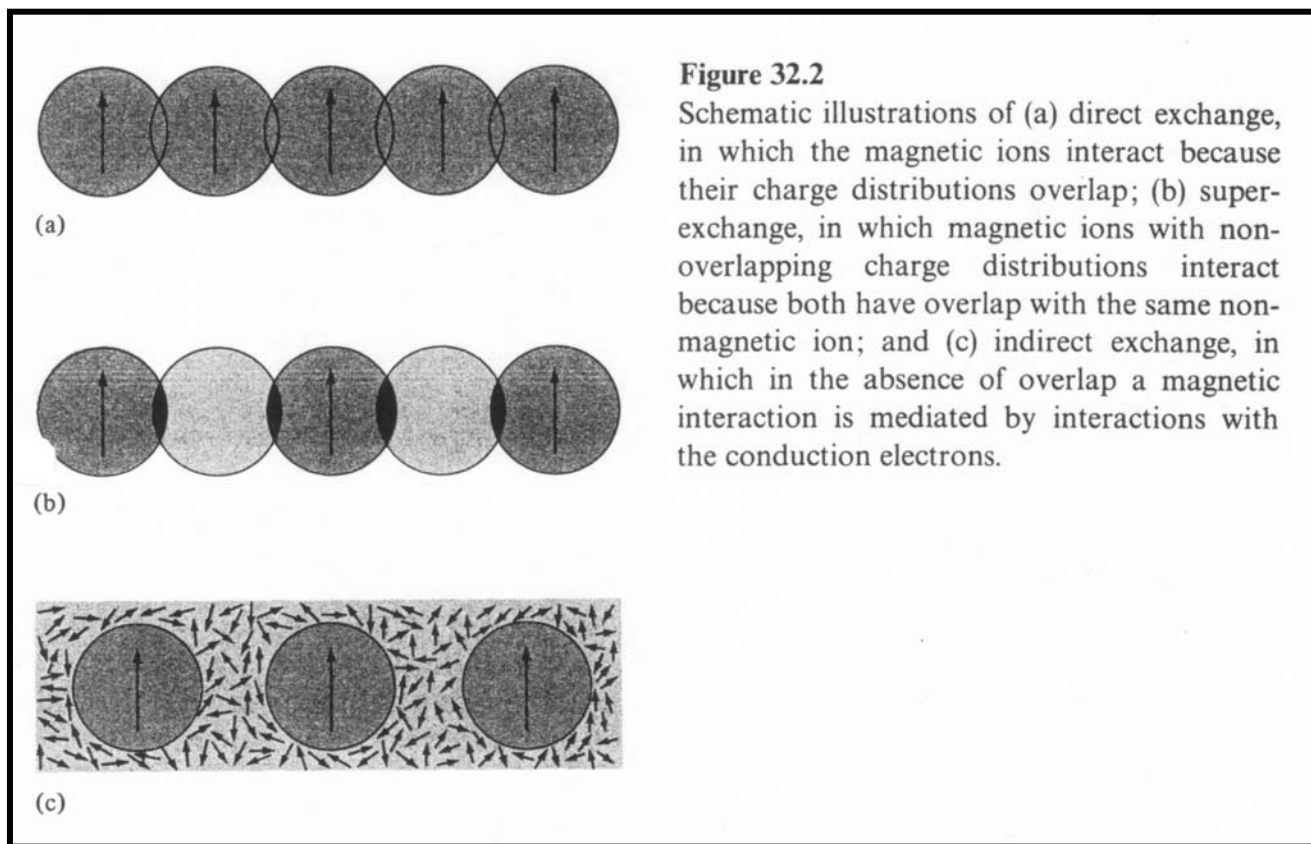 Figure 32.2
Schematic illustrations of (a) direct exchange,
in which the magnetic ions interact because
their charge distributions overlap; (b) super-
exchange, in which magnetic ions with non-
overlapping charge distributions interact
because both have overlap with the same non-
magnetic ion; and (c) indirect exchange, in
which in the absence of overlap a magnetic
interaction is mediated by interactions with
the conduction electrons.
(a)
(b)
(c)